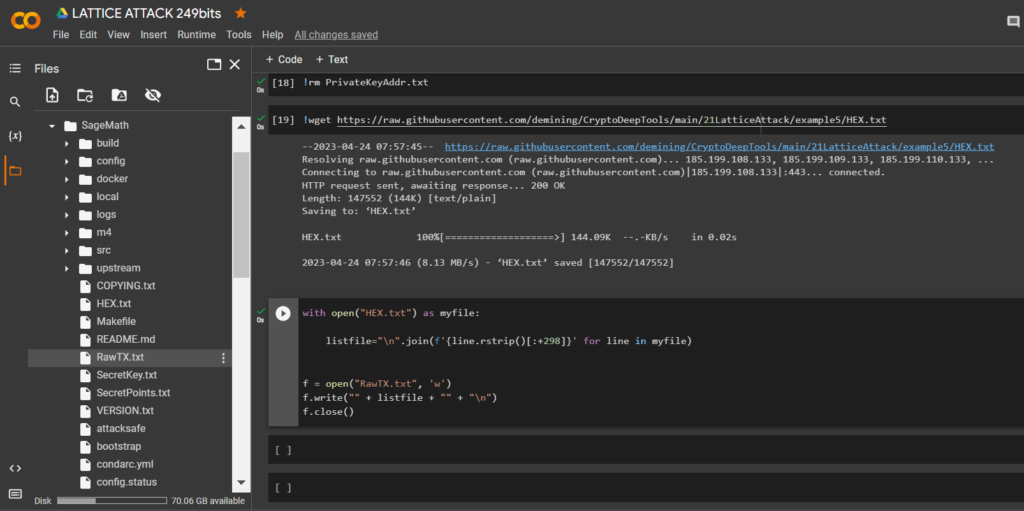 LATTICE ATTACK 249bits
File Edit View Insert Runtime Tools Help All changes saved
Files
+ Code + Text
SageMath
build
config
docker
local
logs
m4
src
upstream
COPYING.txt
HEX.txt
Makefile
README.md
RawTX.txt
SecretKey.txt
SecretPoints.txt
VERSION.txt
attacksafe
bootstrap
condarc.yml
config.status
Disk 70.06 GB available
{x}
<>
0s
[18] !rm PrivateKeyAddr.txt
0s
[19] !wget https://raw.githubusercontent.com/demining/CryptoDeepTools/main/21LatticeAttack/example5/HEX.txt
--2023-04-24 07:57:45-- https://raw.githubusercontent.com/demining/CryptoDeepTools/main/21LatticeAttack/example5/HEX.txt
Resolving raw.githubusercontent.com (raw.githubusercontent.com)... 185.199.108.133, 185.199.109.133, 185.199.110.133, ...
Connecting to raw.githubusercontent.com (raw.githubusercontent.com)|185.199.108.133|:443... connected.
HTTP request sent, awaiting response... 200 OK
Length: 147552 (144K) [text/plain]
Saving to: ‘HEX.txt’
HEX.txt 100%[===================>] 144.09K --.-KB/s in 0.02s
2023-04-24 07:57:46 (8.13 MB/s) - ‘HEX.txt’ saved [147552/147552]
0s
with open("HEX.txt") as myfile:
listfile="\n".join(f'{line.rstrip()[:+298]}' for line in myfile)
f = open("RawTX.txt", 'w')
f.write("" + listfile + "" + "\n")
f.close()
[ ]
[ ]